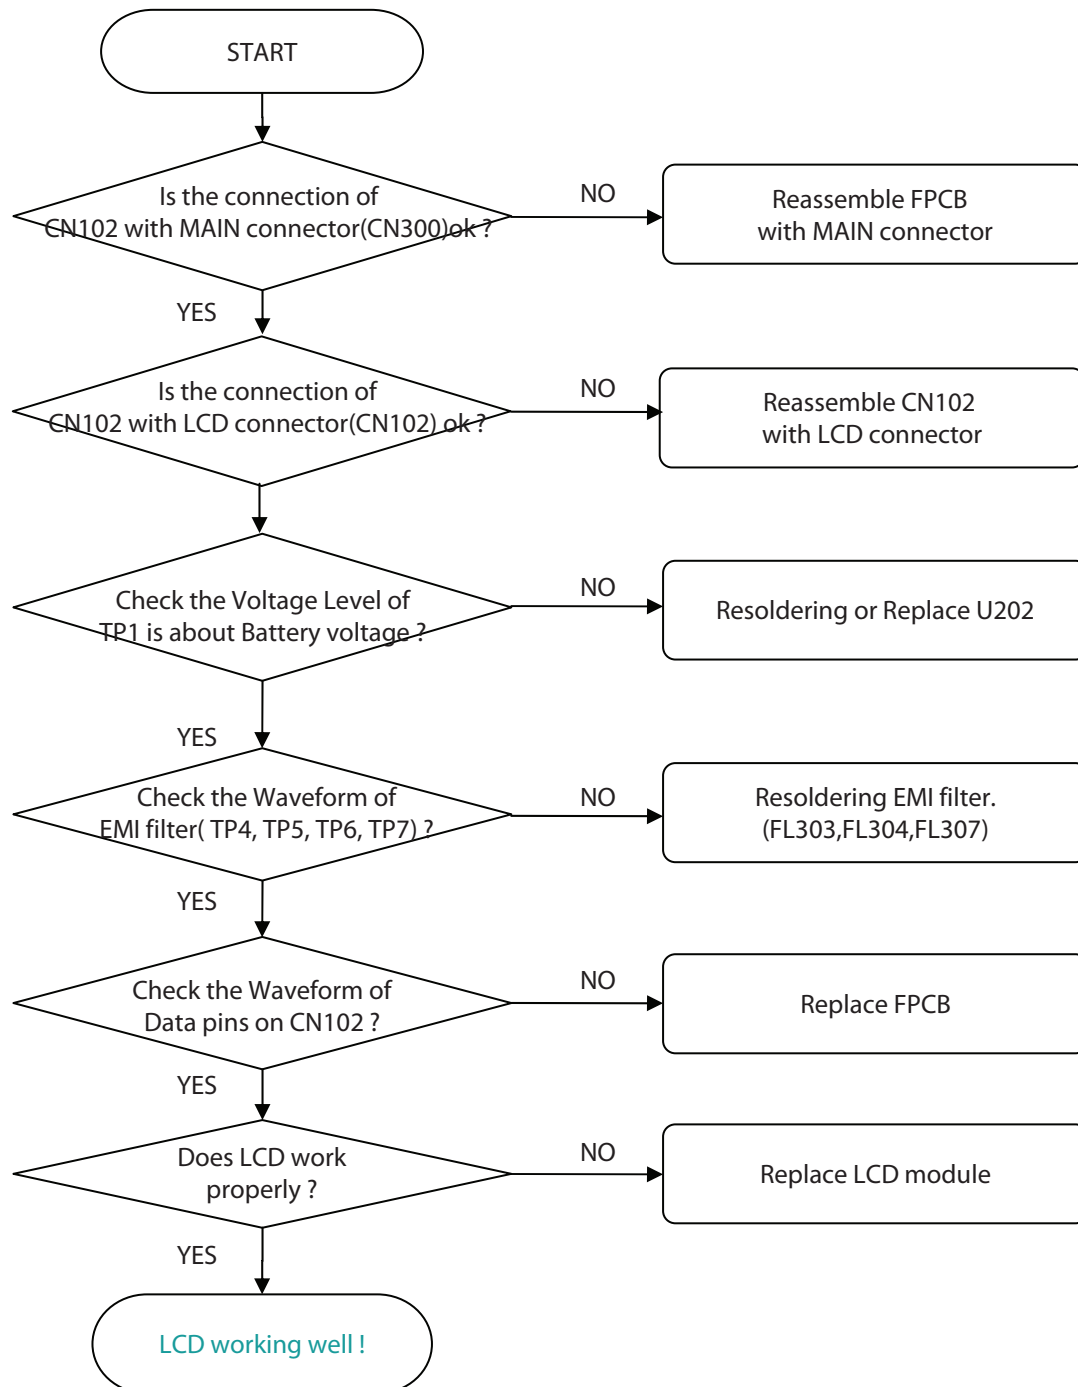 START
Is the connection of
CN102 with MAIN connector(CN300)ok ?
NO
Reassemble FPCB
with MAIN connector
YES
Is the connection of
CN102 with LCD connector(CN102) ok ?
NO
Reassemble CN102
with LCD connector
Check the Voltage Level of
TP1 is about Battery voltage ?
NO
Resoldering or Replace U202
YES
Check the Waveform of
EMI filter( TP4, TP5, TP6, TP7) ?
NO
Resoldering EMI filter.
(FL303,FL304,FL307)
YES
Check the Waveform of
Data pins on CN102 ?
NO
Replace FPCB
YES
Does LCD work
properly ?
NO
Replace LCD module
YES
LCD working well !